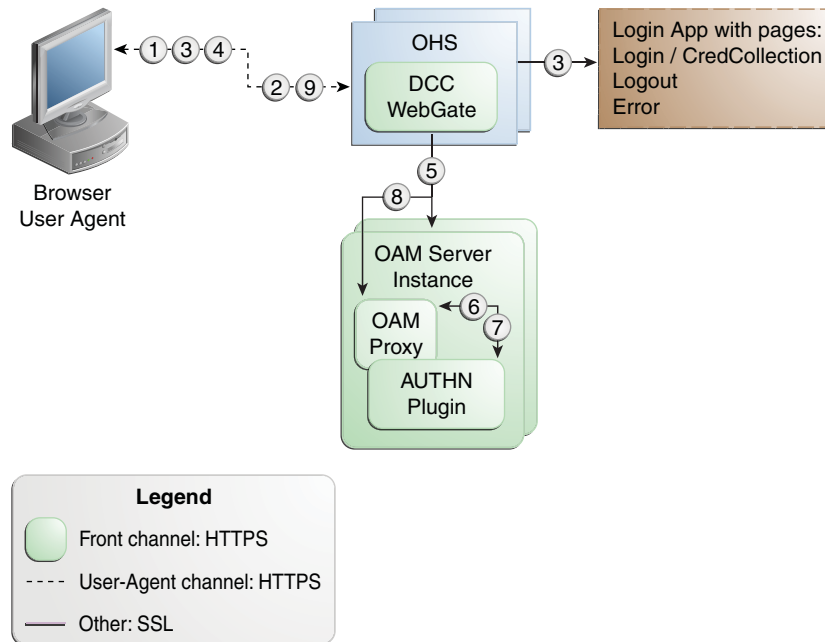 1 3 4
2 9
Browser
User Agent
OHS
DCC
WebGate
3
Login App with pages:
Login / CredCollection
Logout
Error
5
8
OAM Server
Instance
6
7
OAM
Proxy
AUTHN
Plugin
Legend
Front channel: HTTPS
User-Agent channel: HTTPS
Other: SSL